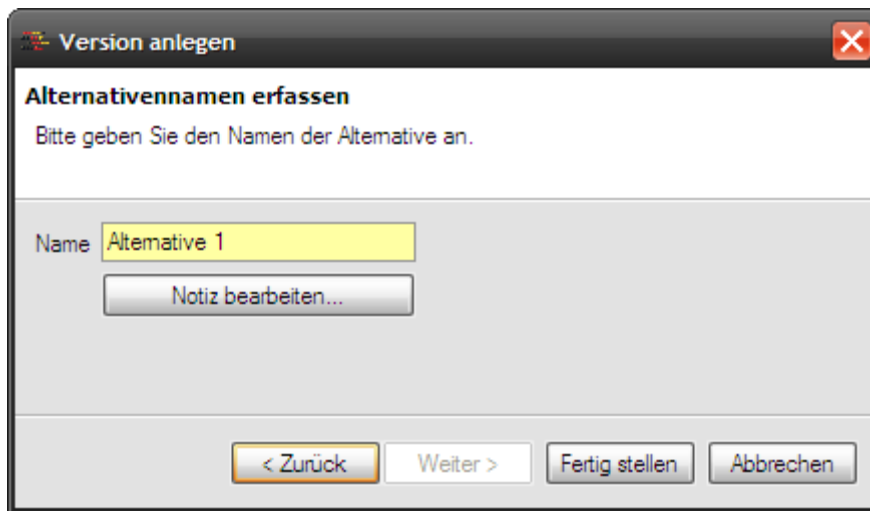 Version anlegen
Alternativennamen erfassen
Bitte geben Sie den Namen der Alternative an.
Name Alternative 1
Notiz bearbeiten...
< Zurück Weiter > Fertig stellen Abbrechen